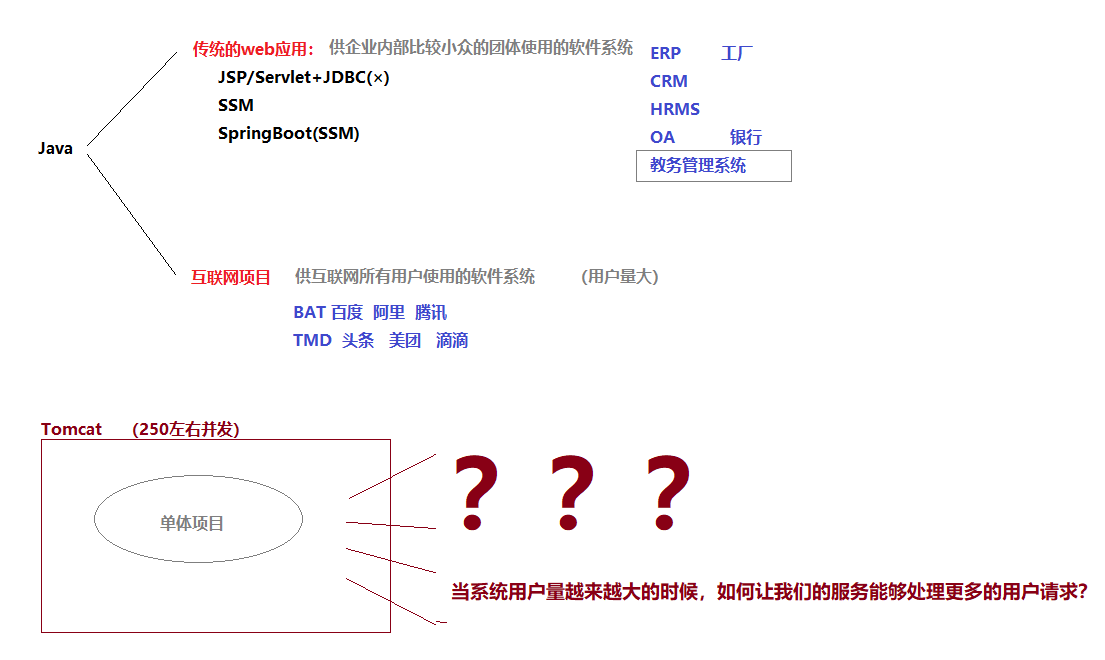 传统的web应用： 供企业内部比较小众的团体使用的软件系统
JSP/Servlet+JDBC(×)
SSM
SpringBoot(SSM)
ERP 工厂
CRM
HRMS
OA 银行
教务管理系统
Java
互联网项目 供互联网所有用户使用的软件系统 （用户量大）
BAT 百度 阿里 腾讯
TMD 头条 美团 滴滴
Tomcat （250左右并发）
单体项目
？ ？ ？
当系统用户量越来越大的时候，如何让我们的服务能够处理更多的用户请求?